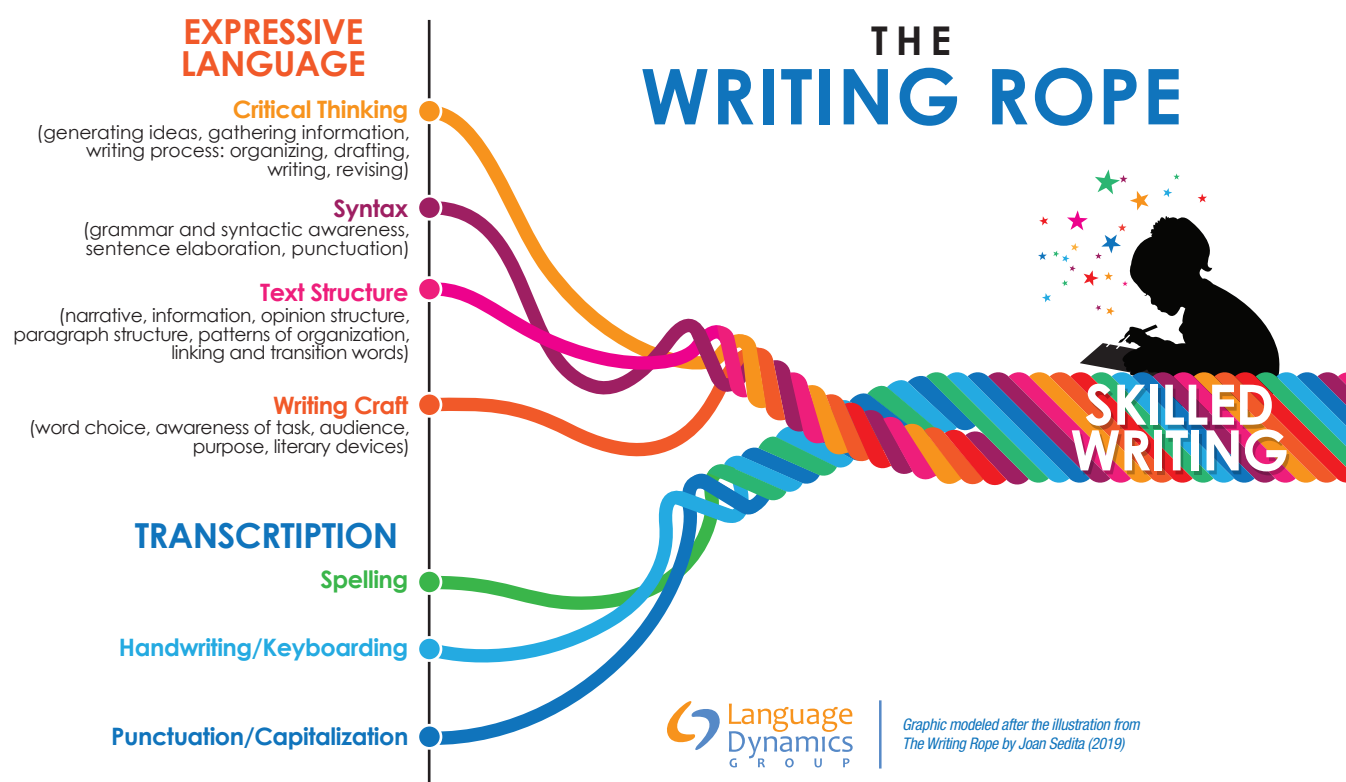 EXPRESSIVE
LANGUAGE
Critical Thinking
(generating ideas, gathering information,
writing process: organizing, drafting,
writing, revising)
Syntax
(grammar and syntactic awareness,
sentence elaboration, punctuation)
Text Structure
(narrative, information, opinion structure,
paragraph structure, patterns of organization,
linking and transition words)
Writing Craft
(word choice, awareness of task, audience,
purpose, literary devices)
TRANSCRTIPTION
Spelling
Handwriting/Keyboarding
Punctuation/Capitalization
THE
WRITING ROPE
SKILLED
WRITING
Language
Dynamics
GROUP
Graphic modeled after the illustration from
The Writing Rope by Joan Sedita (2019)